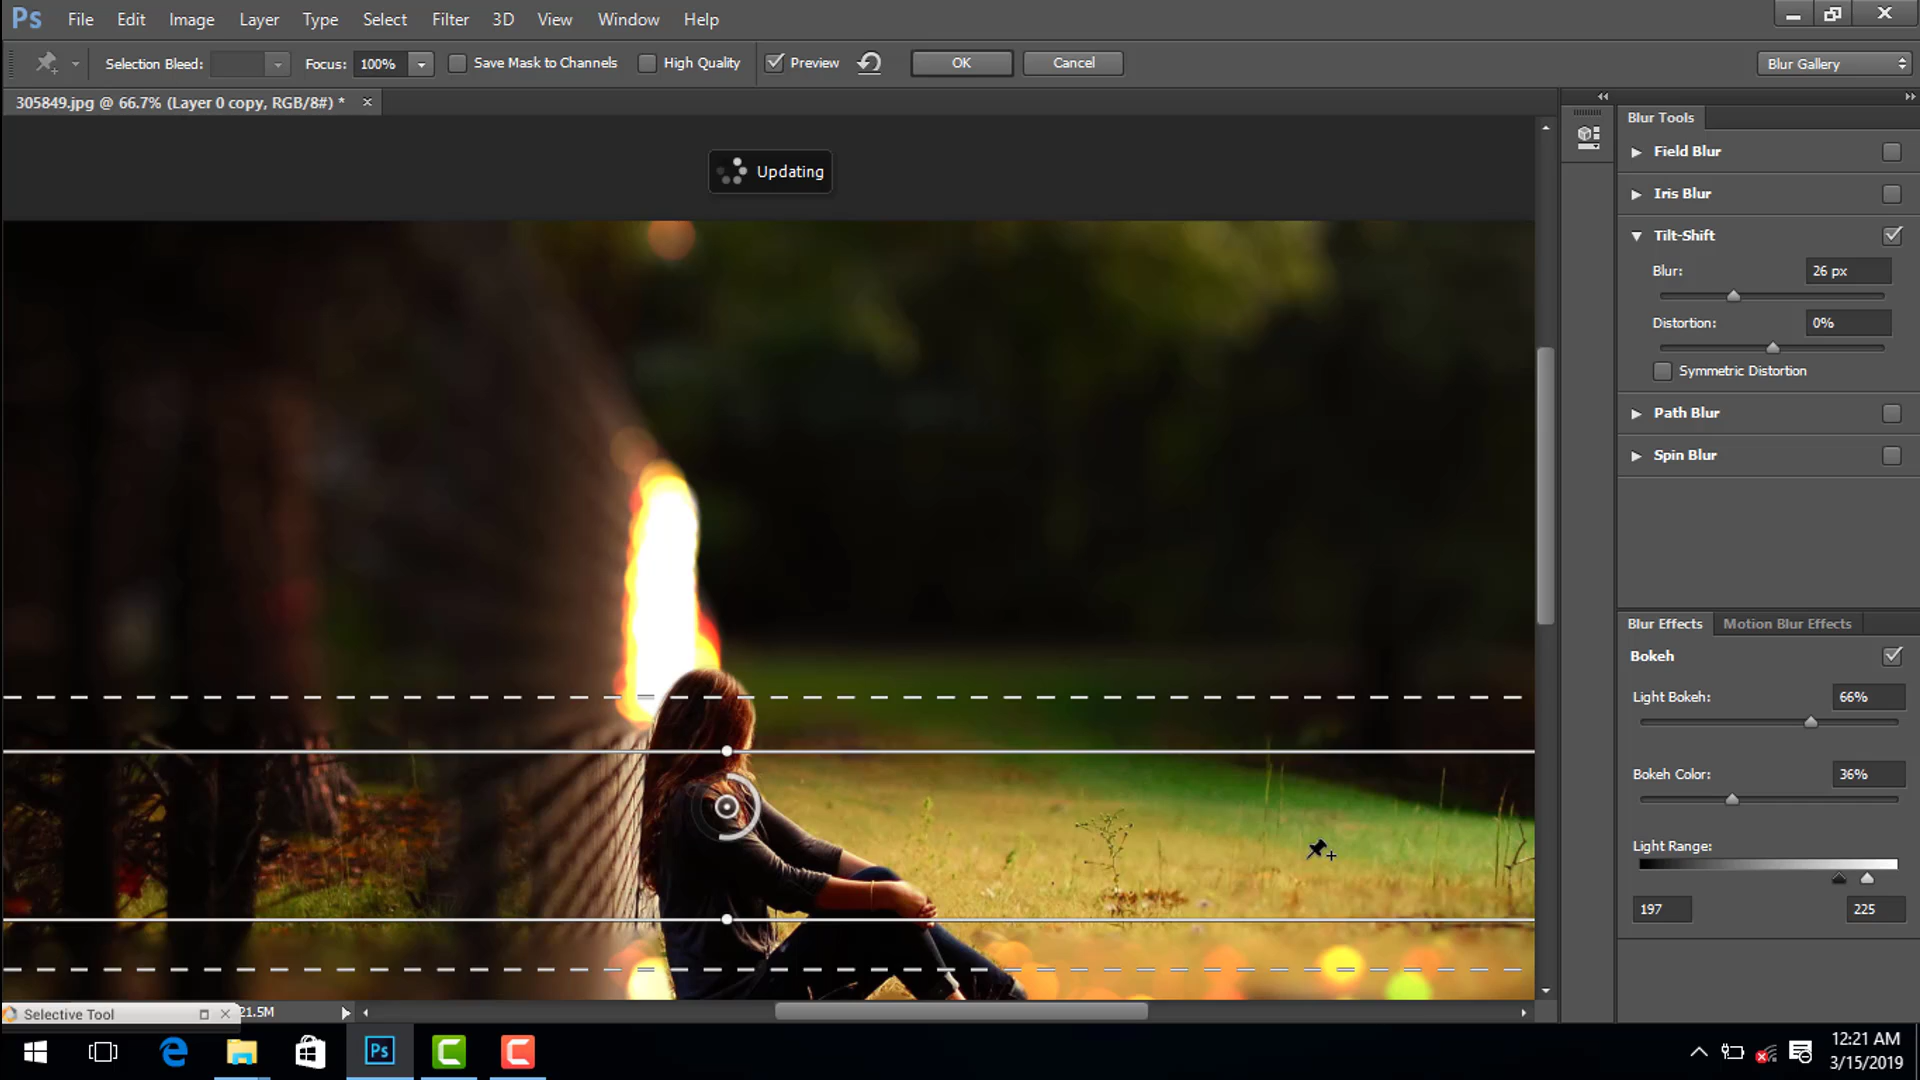 Ps File Edit Image Layer Type Select Filter 3D View Window Help
Selection Bleed: Focus: 100% Save Mask to Channels High Quality Preview OK Cancel Blur Gallery
305849.jpg @ 66.7% (Layer 0 copy, RGB/8#) *
Updating
Blur Tools
Field Blur
Iris Blur
Tilt-Shift
Blur: 26 px
Distortion: 0%
Symmetric Distortion
Path Blur
Spin Blur
Blur Effects Motion Blur Effects
Bokeh
Light Bokeh: 66%
Bokeh Color: 36%
Light Range:
197 225
Selective Tool 21.5M
Ps
12:21 AM
3/15/2019